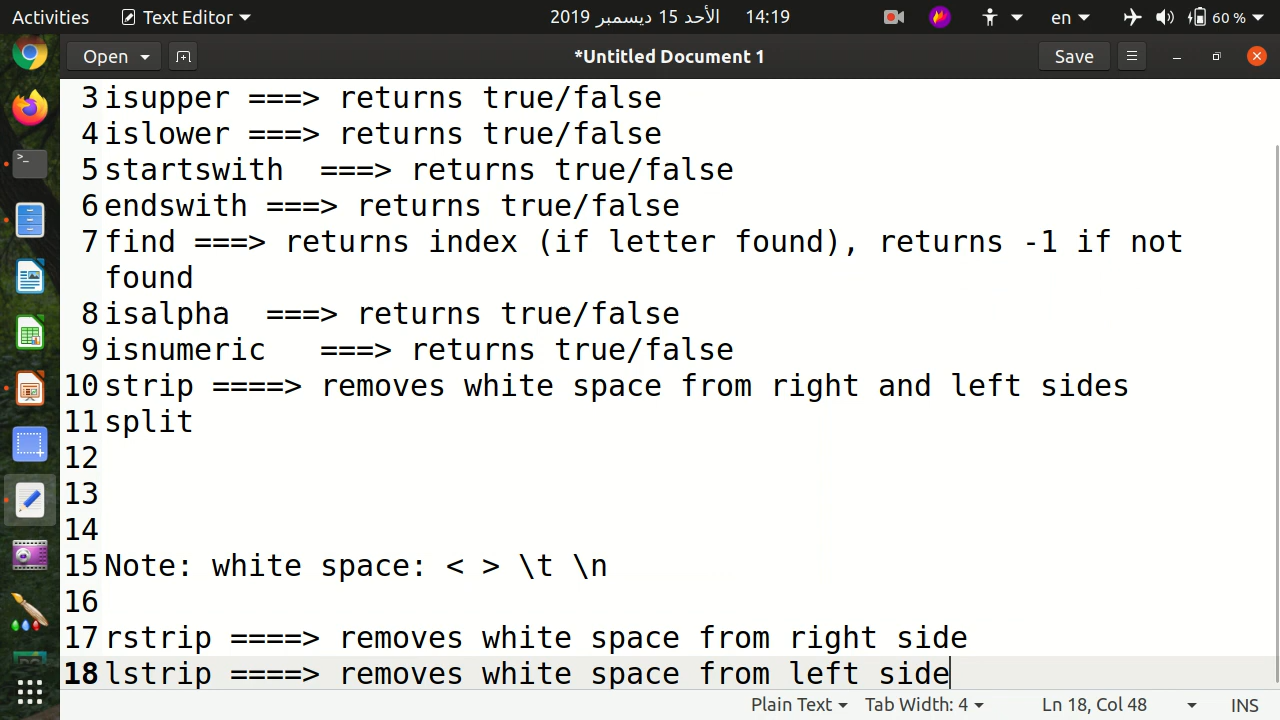 Activities Text Editor 2019 الأحد 15 ديسمبر 14:19 en 60 %
Open *Untitled Document 1 Save
3 isupper ===> returns true/false
4 islower ===> returns true/false
5 startswith  ===> returns true/false
6 endswith ===> returns true/false
7 find ===> returns index (if letter found), returns -1 if not
found
8 isalpha  ===> returns true/false
9 isnumeric   ===> returns true/false
10 strip ====> removes white space from right and left sides
11 split
12
13
14
15 Note: white space: < > \t \n
16
17 rstrip ====> removes white space from right side
18 lstrip ====> removes white space from left side
Plain Text Tab Width: 4 Ln 18, Col 48 INS